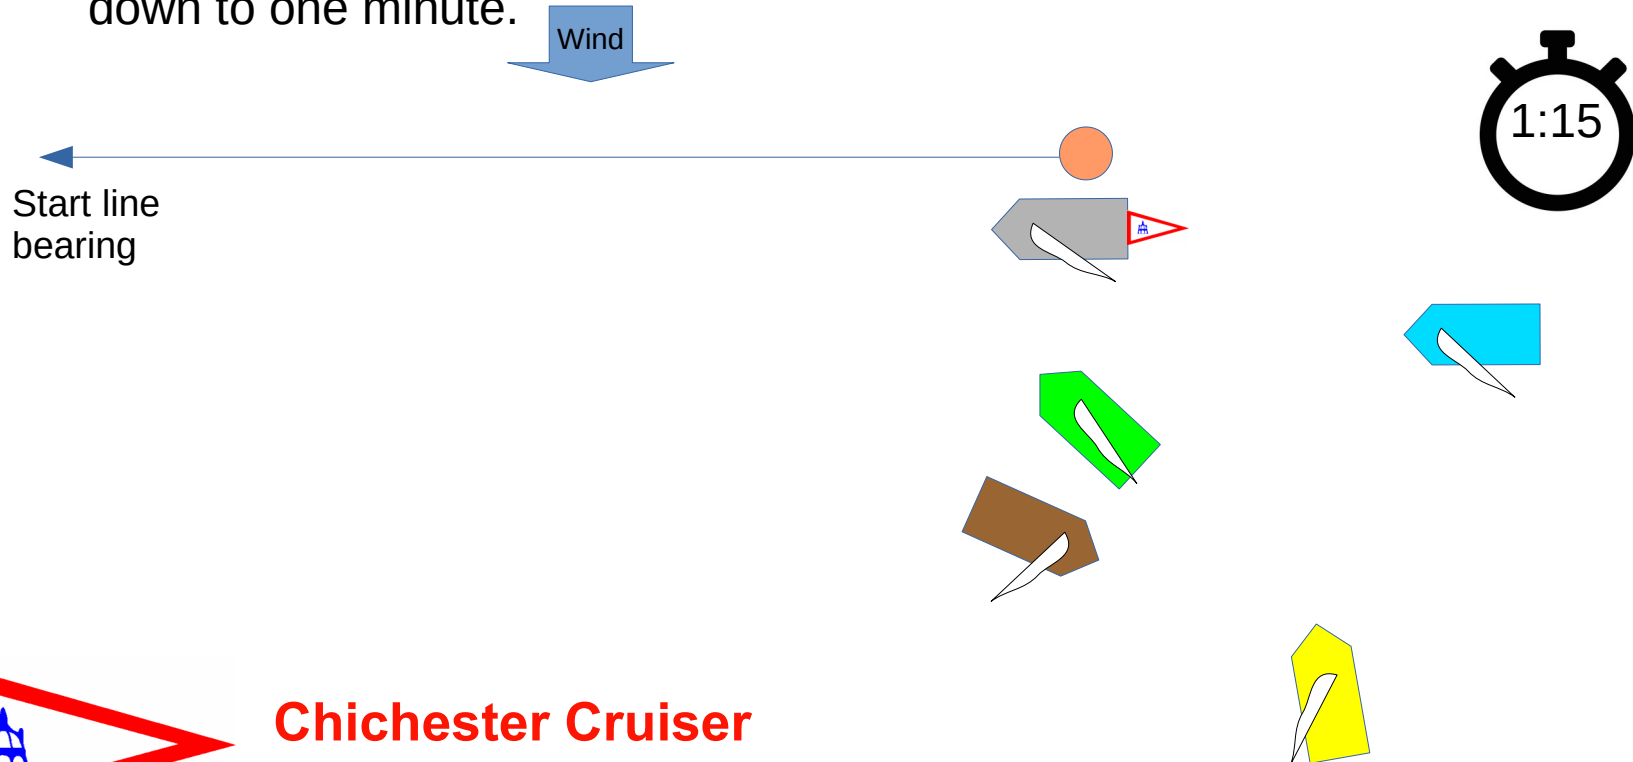 down to one minute.
Wind
1:15
Start line
bearing
Chichester Cruiser